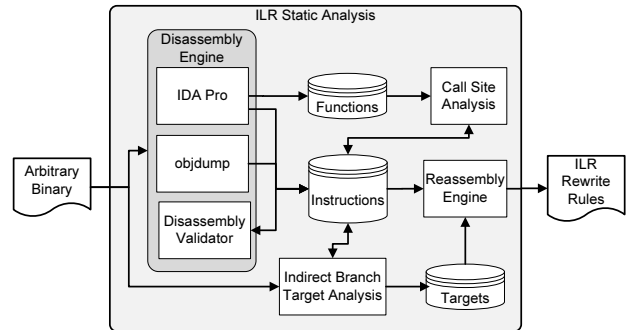 ILR Static Analysis
Disassembly
Engine
IDA Pro
Functions
Call Site
Analysis
Arbitrary
Binary
objdump
Instructions
Reassembly
Engine
ILR
Rewrite
Rules
Disassembly
Validator
Indirect Branch
Target Analysis
Targets